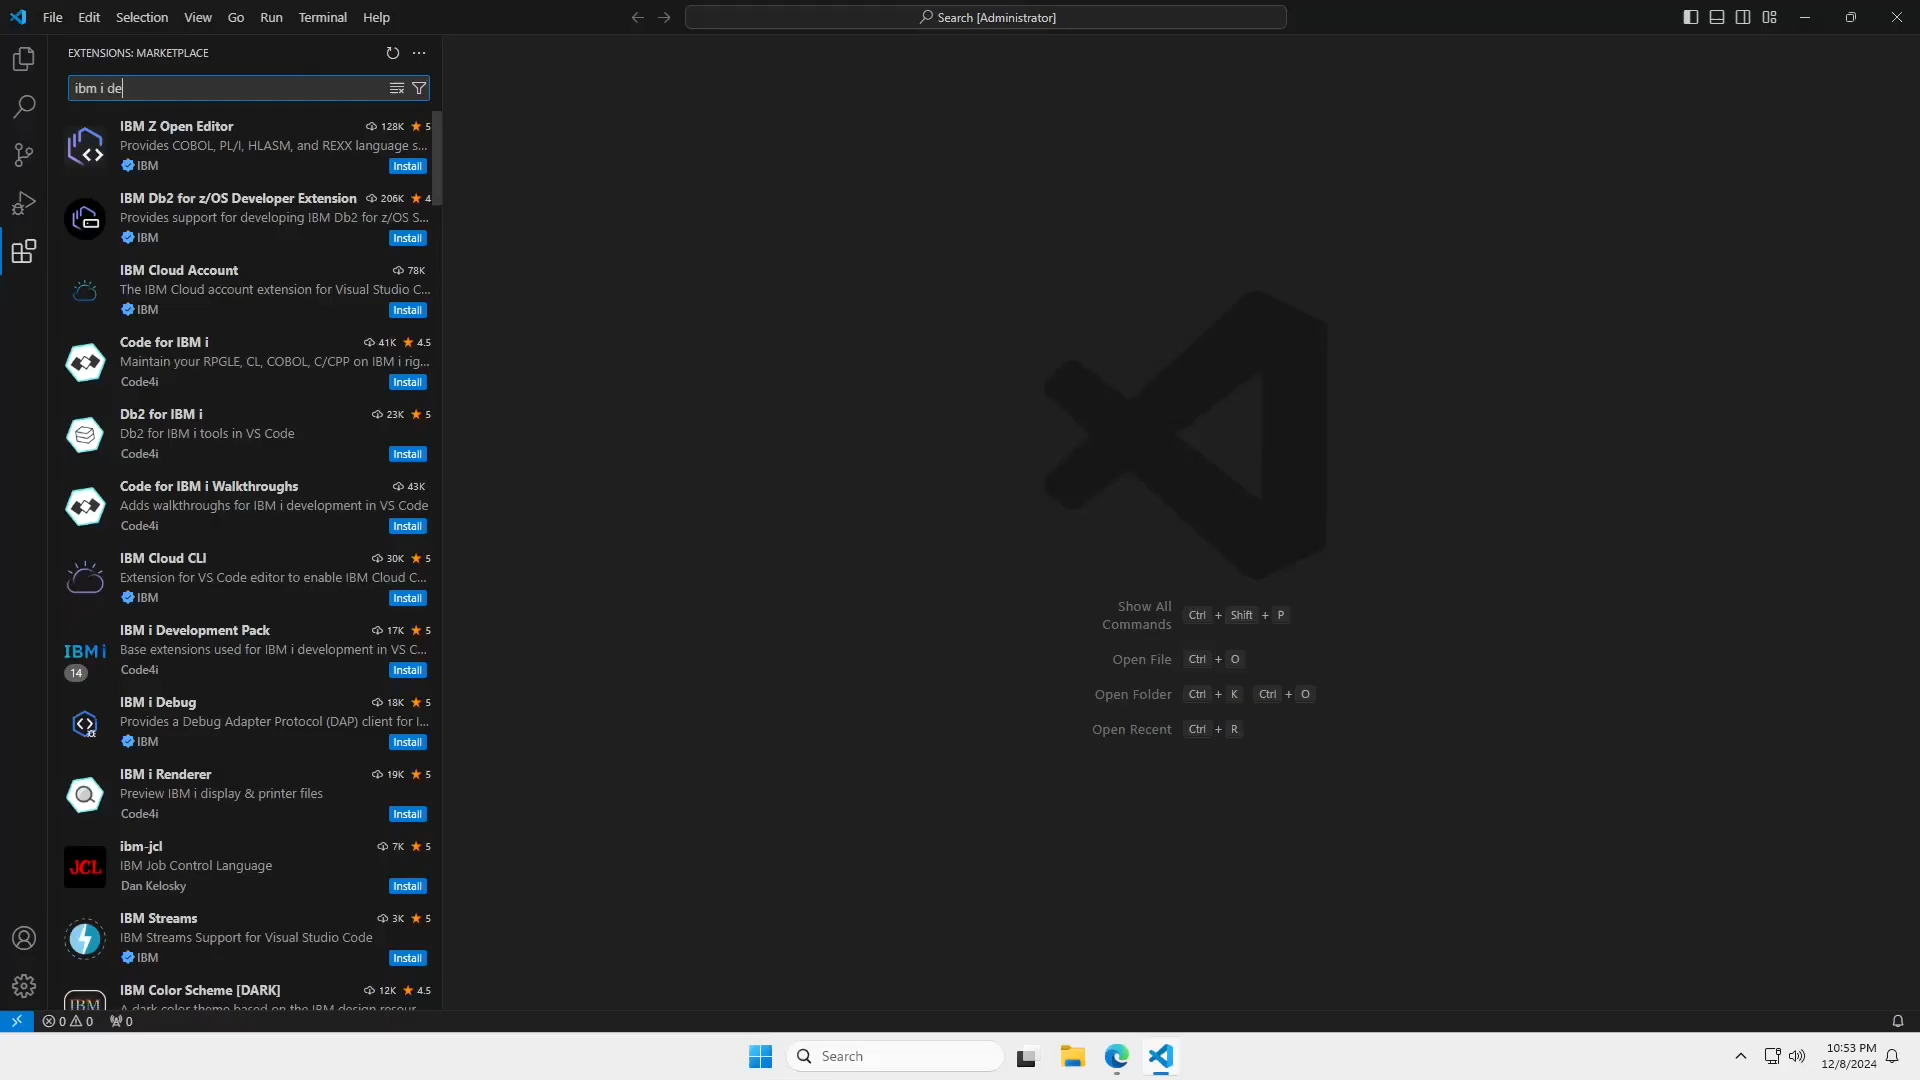 File Edit Selection View Go Run Terminal Help
Search [Administrator]
EXTENSIONS: MARKETPLACE
ibm i de
IBM Z Open Editor 128K 5
Provides COBOL, PL/I, HLASM, and REXX language s...
IBM Install
IBM Db2 for z/OS Developer Extension 206K 4
Provides support for developing IBM Db2 for z/OS S...
IBM Install
IBM Cloud Account 78K
The IBM Cloud account extension for Visual Studio C...
IBM Install
Code for IBM i 41K 4.5
Maintain your RPGLE, CL, COBOL, C/CPP on IBM i rig...
Code4i Install
Db2 for IBM i 23K 5
Db2 for IBM i tools in VS Code
Code4i Install
Code for IBM i Walkthroughs 43K
Adds walkthroughs for IBM i development in VS Code
Code4i Install
IBM Cloud CLI 30K 5
Extension for VS Code editor to enable IBM Cloud C...
IBM Install
IBM i Development Pack 17K 5
IBM i
Base extensions used for IBM i development in VS C...
14
Code4i Install
IBM i Debug 18K 5
Provides a Debug Adapter Protocol (DAP) client for I...
IBM Install
IBM i Renderer 19K 5
Preview IBM i display & printer files
Code4i Install
ibm-jcl 7K 5
JCL
IBM Job Control Language
Dan Kelosky Install
IBM Streams 3K 5
IBM Streams Support for Visual Studio Code
IBM Install
IBM Color Scheme [DARK] 12K 4.5
IBM
A dark color theme based on the IBM design resour...
Show All
Commands Ctrl + Shift + P
Open File Ctrl + O
Open Folder Ctrl + K Ctrl + O
Open Recent Ctrl + R
0 0 0
Search
10:53 PM
12/8/2024